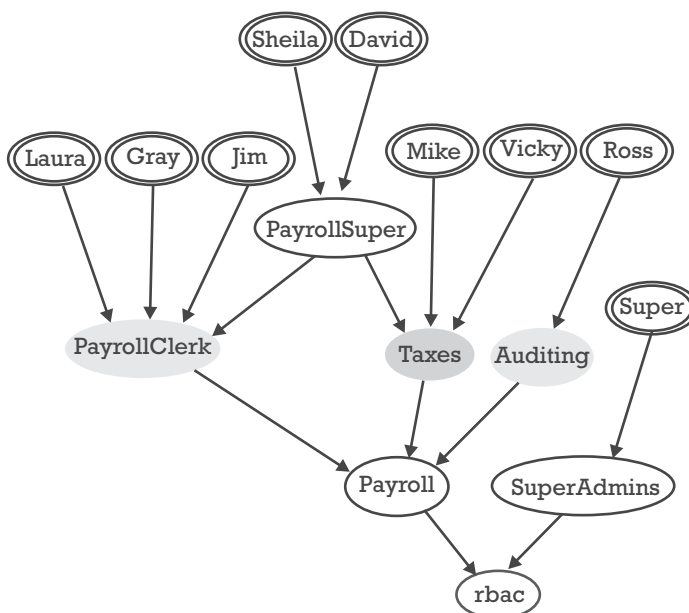 Sheila
David
Laura
Gray
Jim
Mike
Vicky
Ross
PayrollSuper
Super
PayrollClerk
Taxes
Auditing
Payroll
SuperAdmins
rbac